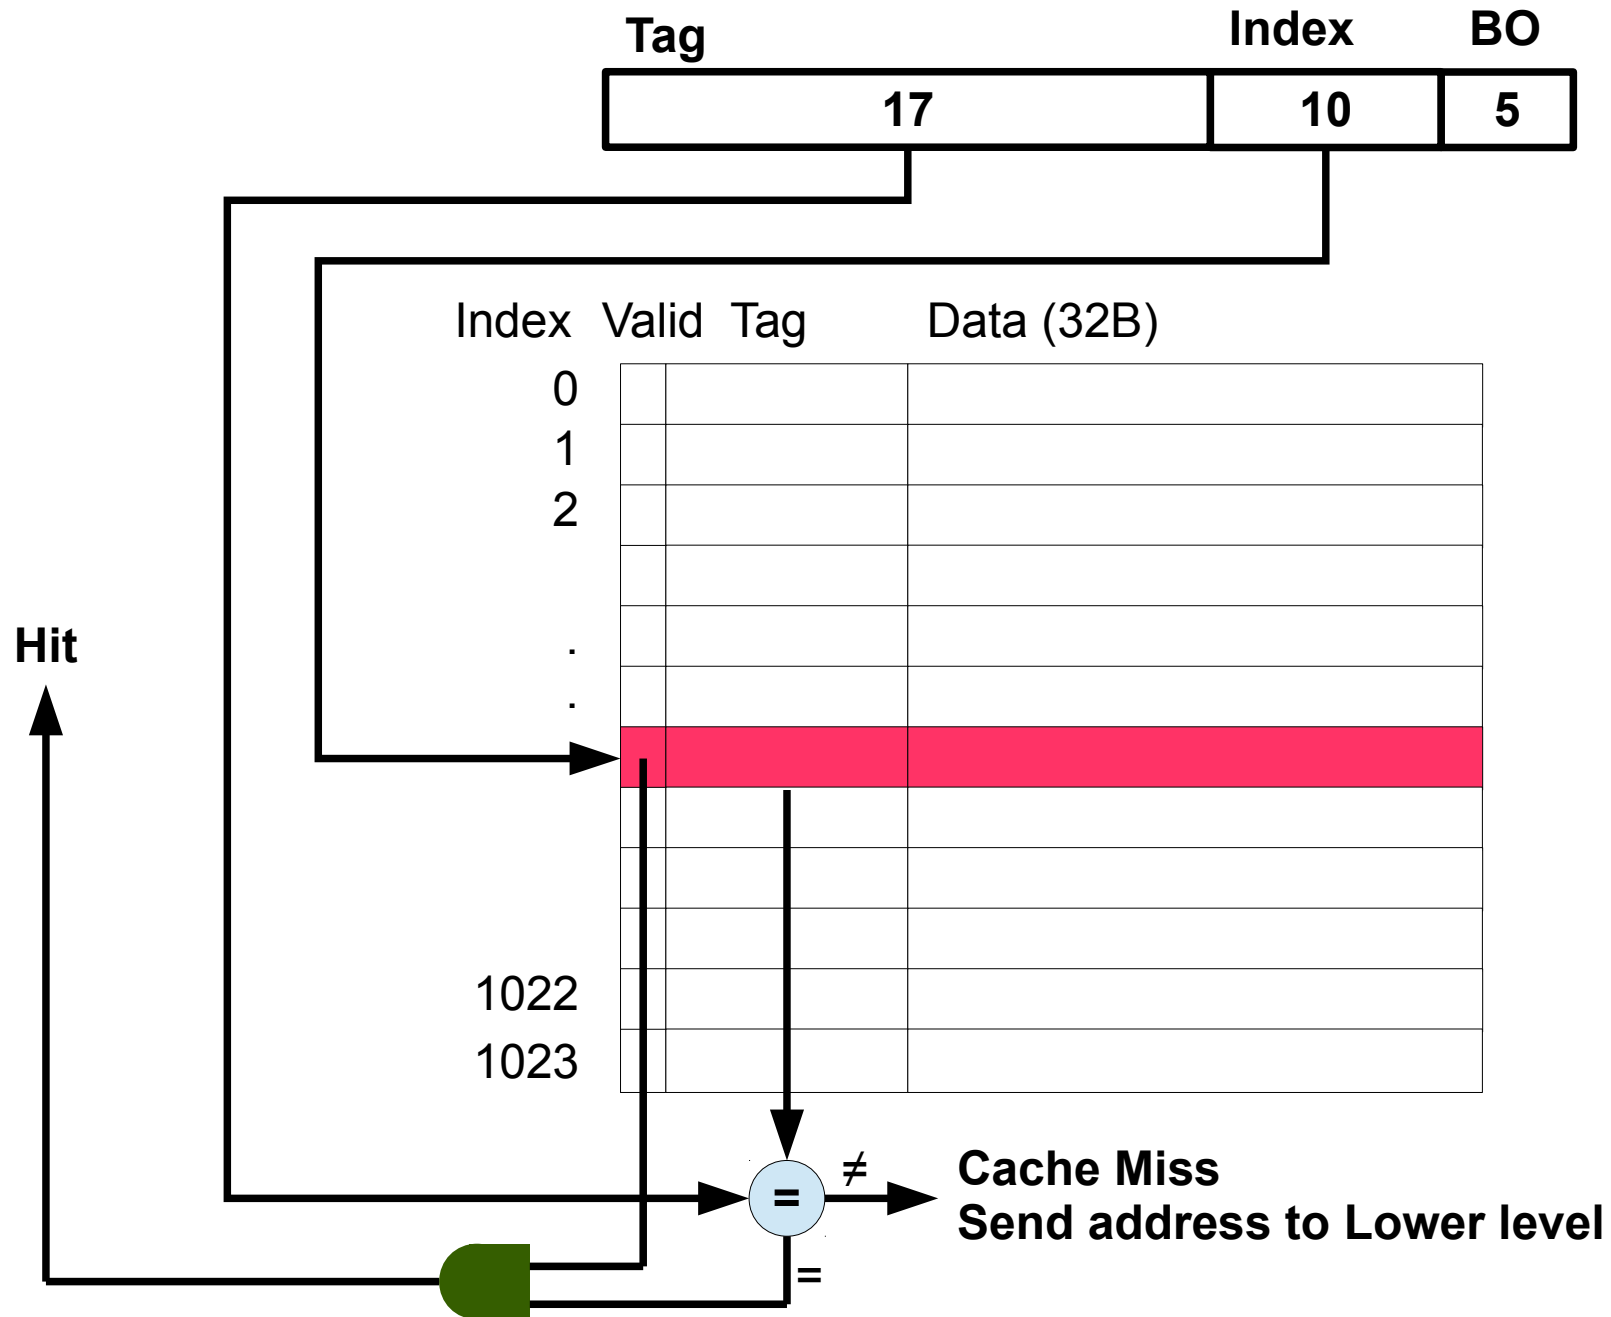 Tag Index BO
17 10 5
Index Valid Tag Data (32B)
0
1
2
Hit
.
.
1022
1023
≠
Cache Miss
=
Send address to Lower level
=